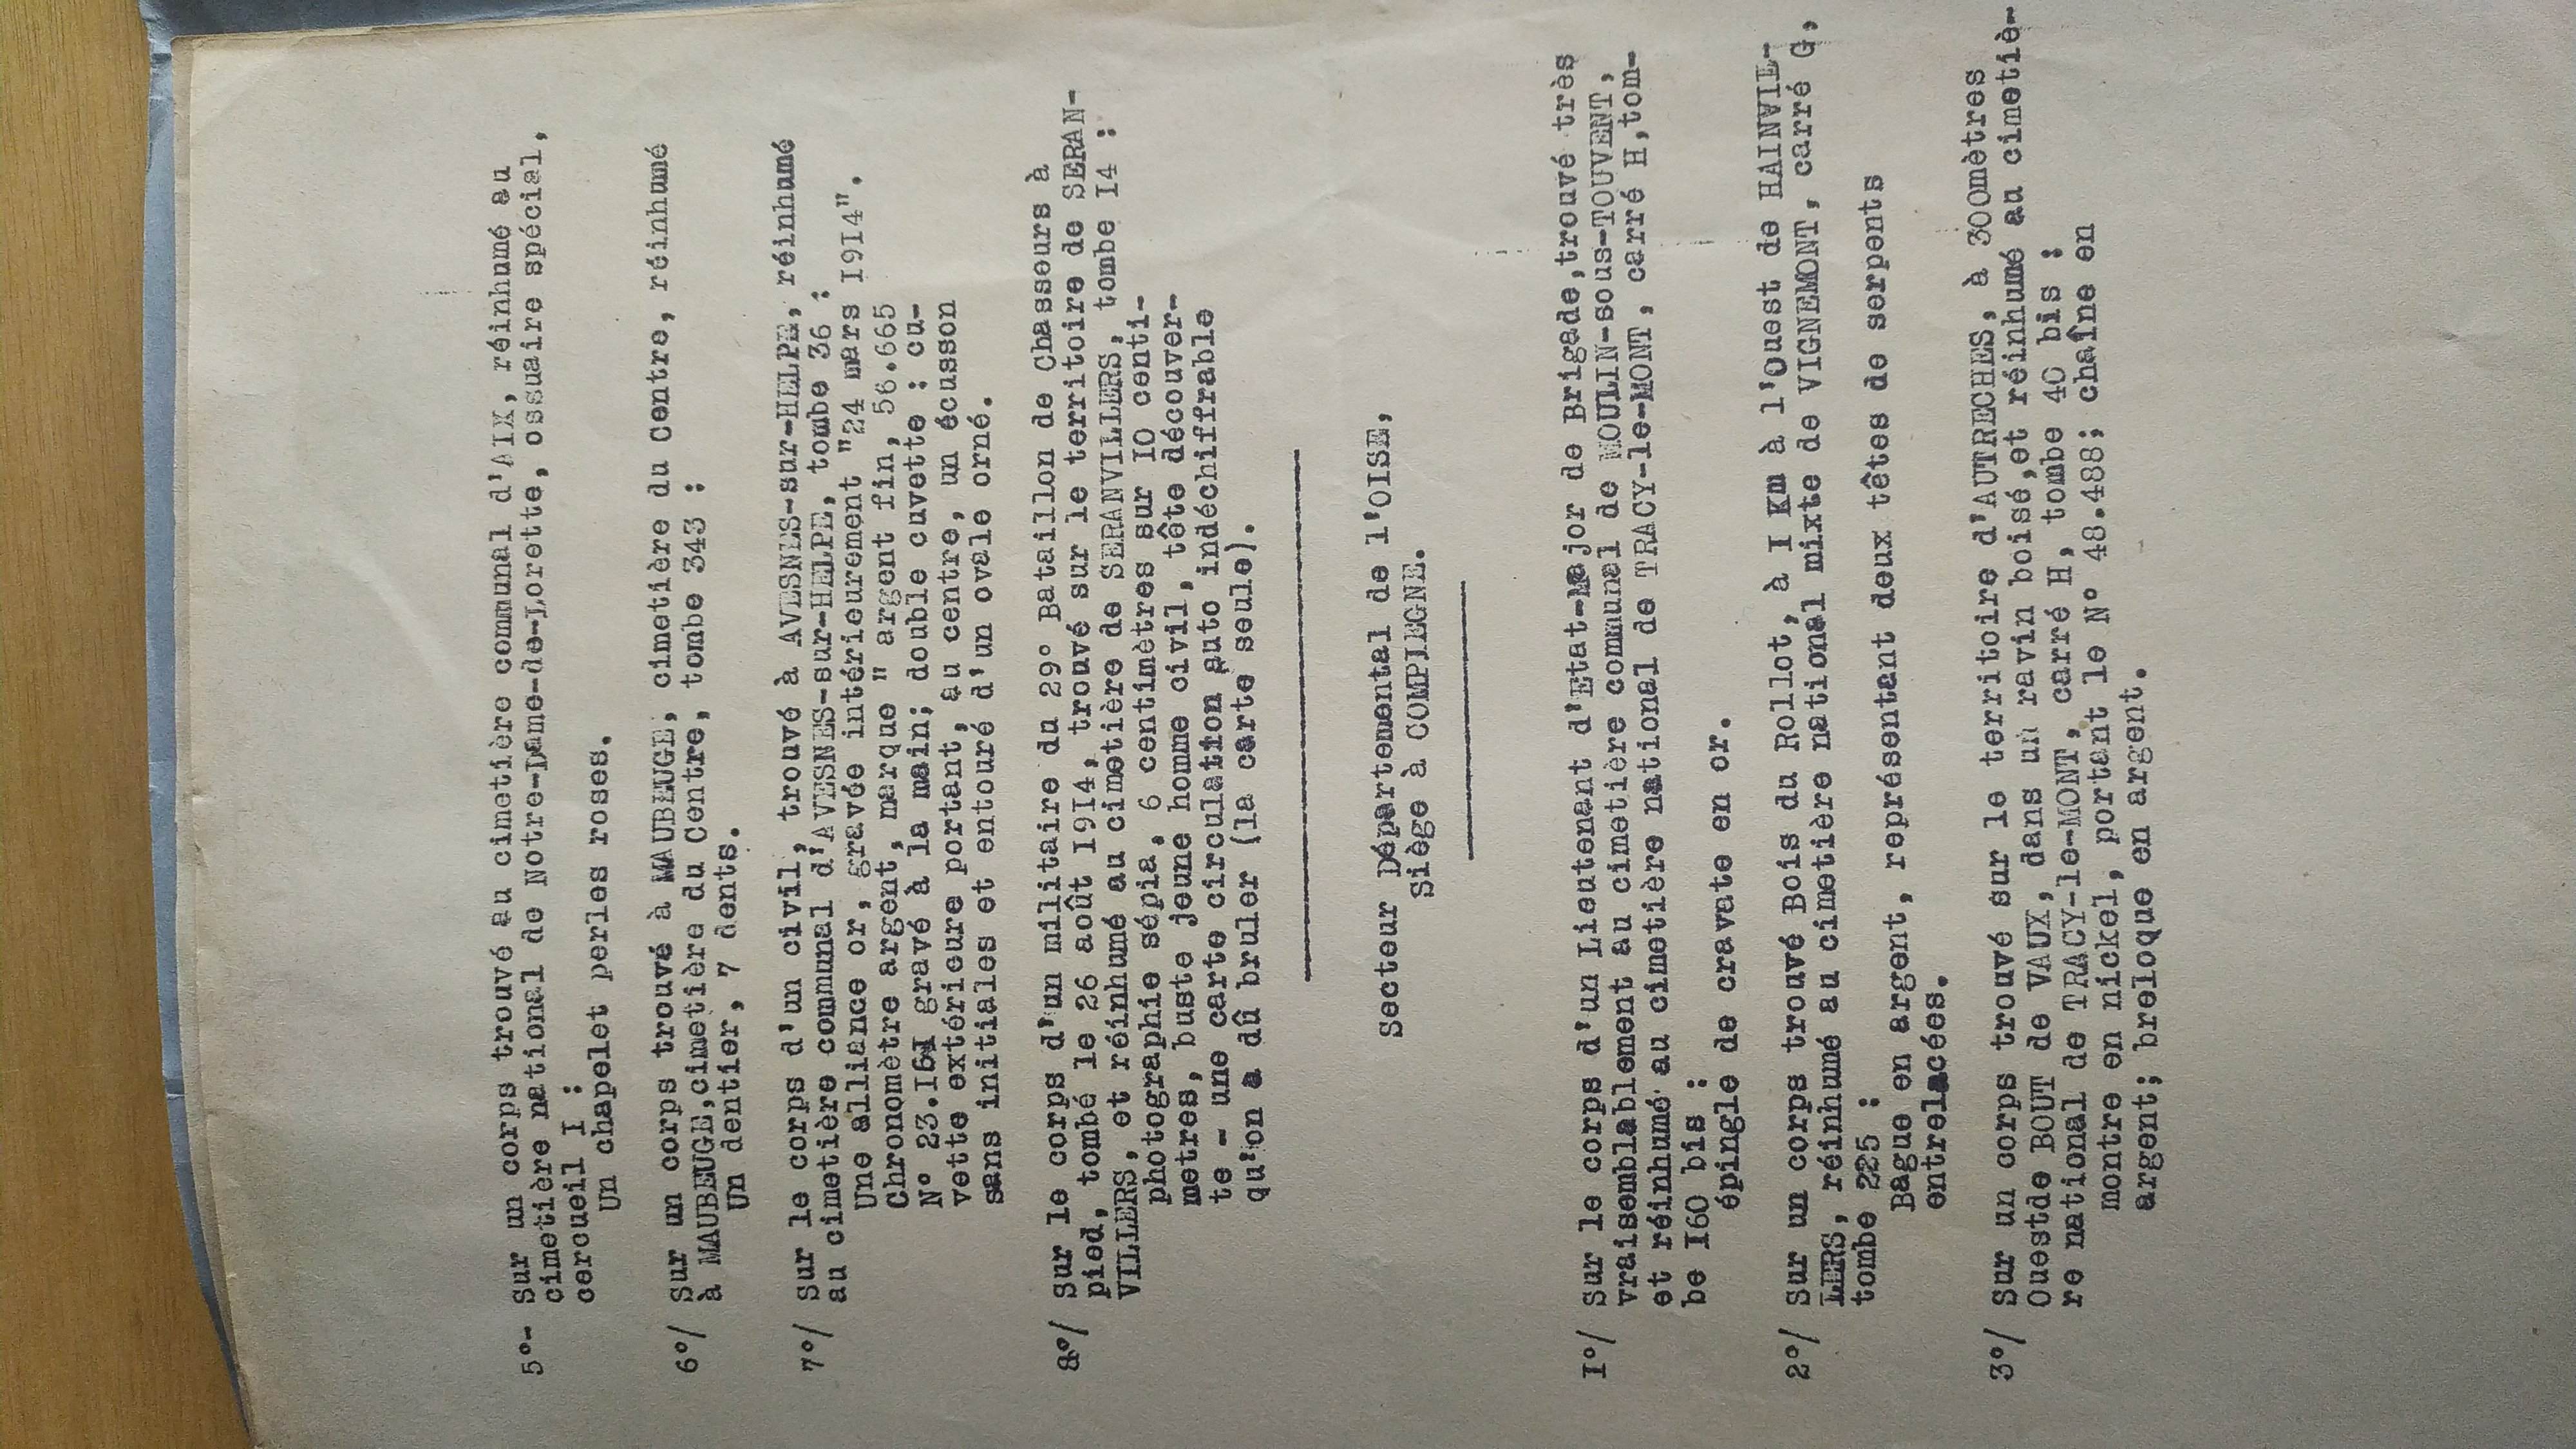 5°- Sur un corps trouvé au cimetière communal d'AIX, réinhumé au
cimetière national de Notre-Dame-de-Lorette, ossuaire spécial,
cercueil I :
Un chapelet perles roses.
6°/ Sur un corps trouvé à MAUBEUGE, cimetière du Centre, réinhumé
à MAUBEUGE,cimetière du Centre, tombe 343 :
Un dentier, 7 dents.
7°/ Sur le corps d'un civil, trouvé à AVESNES-sur-HELPE, réinhumé
au cimetière communal d'AVESNES-sur-HELPE, tombe 36 :
Une alliance or, gravée intérieurement "24 mars I9I4".
Chronomètre argent, marque " argent fin, 56.665
N° 23.I6I gravé à la main; double cuvette : cu-
vette extérieure portant, au centre, un écusson
sans initiales et entouré d'un ovale orné.
8°/ Sur le corps d'un militaire du 29° Bataillon de Chasseurs à
pied, tombé le 26 août I9I4, trouvé sur le territoire de SERAN-
VILLERS, et réinhumé au cimetière de SERANVILLERS, tombe I4 :
photographie sépia, 6 centimètres sur IO centi-
metres, buste jeune homme civil, tête découver-
te - une carte circulation auto indéchiffrable
qu'on a dû bruler (la carte seule).
Secteur Départemental de l'OISE,
Siège à COMPIEGNE.
I°/ Sur le corps d'un Lieutenant d'Etat-Major de Brigade,trouvé très
vraisemblablement au cimetière communal de MOULIN-sous-TOUVENT,
et réinhumé au cimetière national de TRACY-le-MONT, carré H,tom-
be I60 bis :
épingle de cravate en or.
2°/ Sur un corps trouvé Bois du Rollot, à I Km à l'Ouest de HAINVIL-
LERS, réinhumé au cimetière national mixte de VIGNEMONT, carré G,
tombe 225 :
Bague en argent, représentant deux têtes de serpents
entrelacées.
3°/ Sur un corps trouvé sur le territoire d'AUTRECHES, à 300mètres
Ouestde BOUT de VAUX, dans un ravin boisé,et réinhumé au cimetiè-
re national de TRACY-le-MONT, carré H, tombe 40 bis :
montre en nickel, portant le N° 48.488; chaîne en
argent; breloque en argent.